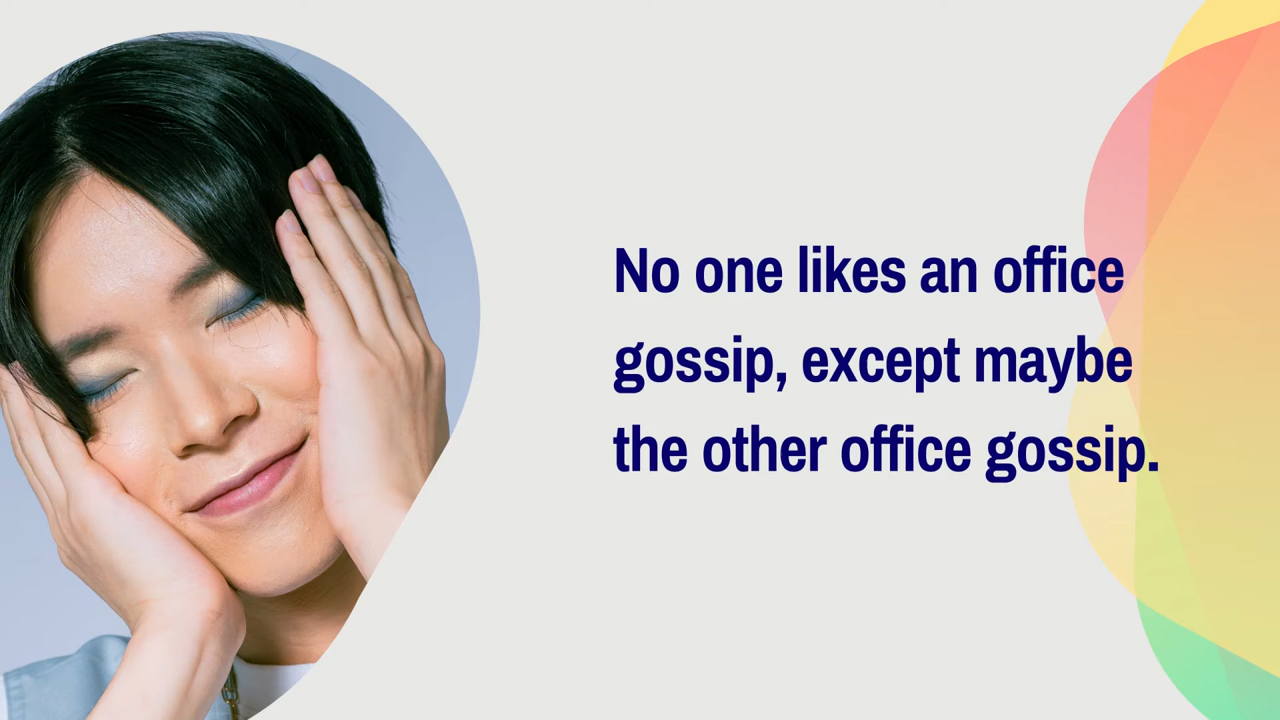 No one likes an office
gossip, except maybe
the other office gossip.